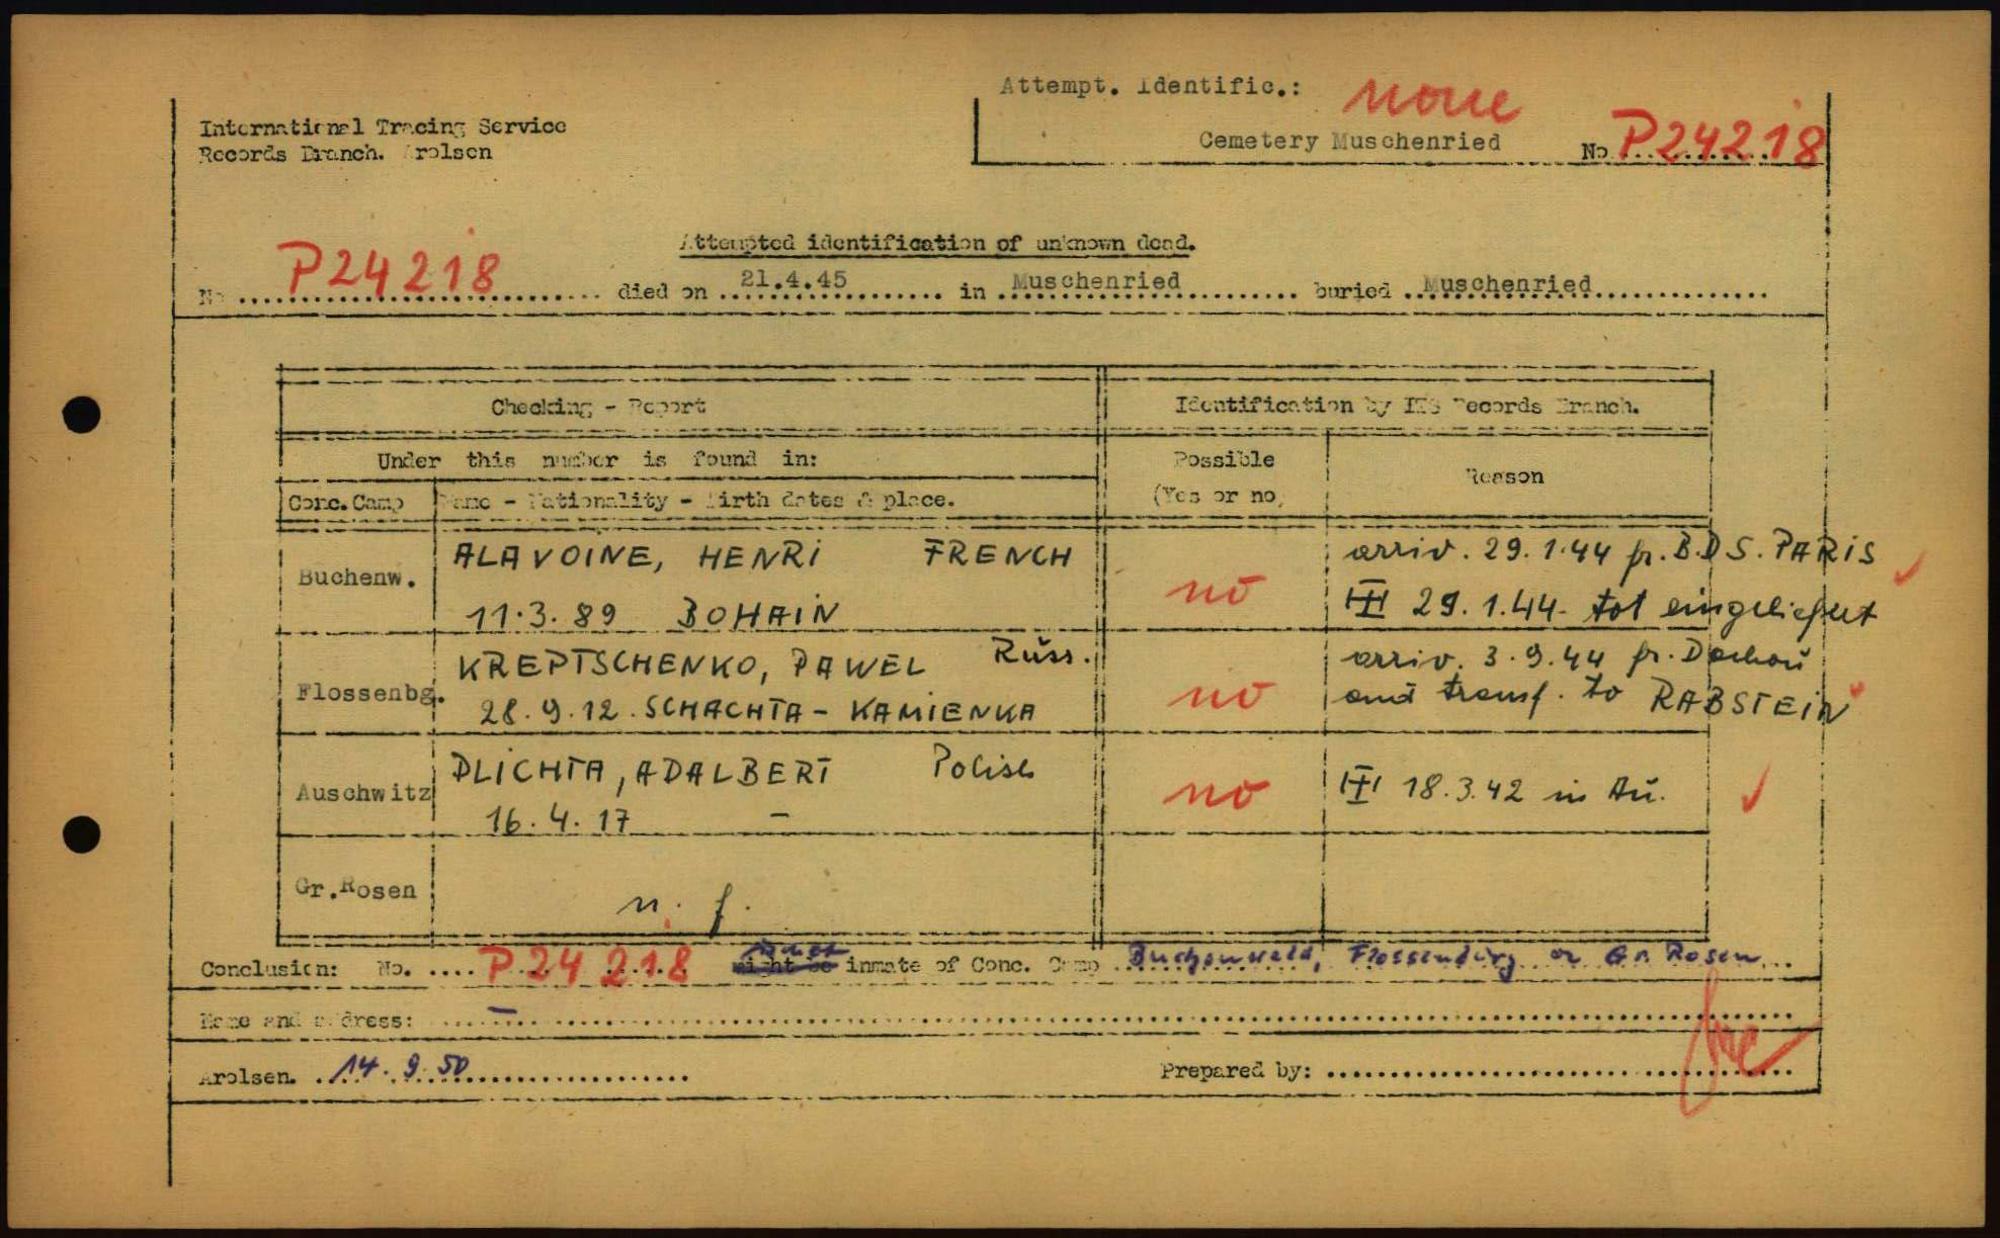 Attempt. Identific.: none
International Tracing Service
Records Branch. Arolsen
Cemetery Muschenried No. P24218
Attempted identification of unknown dead.
No P24218 died on 21.4.45 in Muschenried buried Muschenried
Checking - Report Identification by ITS Records Branch.
Under this number is found in: Possible (Yes or no) Reason
Conc. Camp Name - Nationality - Birth dates & place.
ALAVOINE, HENRI FRENCH arriv. 29.1.44 fr. B.D S. PARIS
Buchenw. no
11.3.89 BOHAIN 29.1.44 tot eingeliefert
KREPTSCHENKO, PAWEL Russ. arriv. 3.9.44 fr. Dachau
Flossenbg. no and transf. to RABSTEIN
28.9.12. SCHACHTA - KAMIENKA
DLICHTA, ADALBERT Polish
Auschwitz no 18.3.42 in Au.
16.4.17 -
Gr.Rosen n. f.
Conclusion: No. P 24 218 might be inmate of Conc. Camp Buchenwald, Flossenbürg or Gr. Rosen
Name and address: -
Arolsen. 14.9.50 Prepared by: